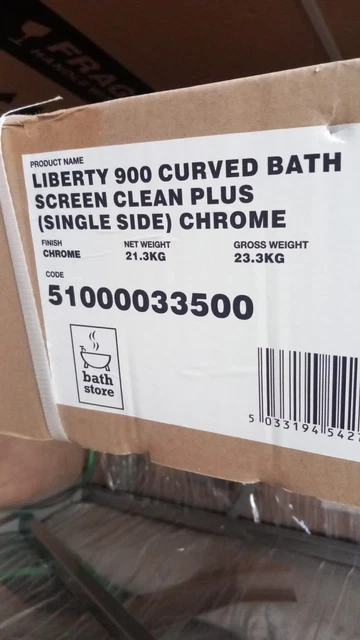 PRODUCT NAME
LIBERTY 900 CURVED BATH
SCREEN CLEAN PLUS
(SINGLE SIDE) CHROME
FINISH
CHROME
NET WEIGHT
21.3KG
GROSS WEIGHT
23.3KG
CODE
51000033500
bath
store
5 033194 542